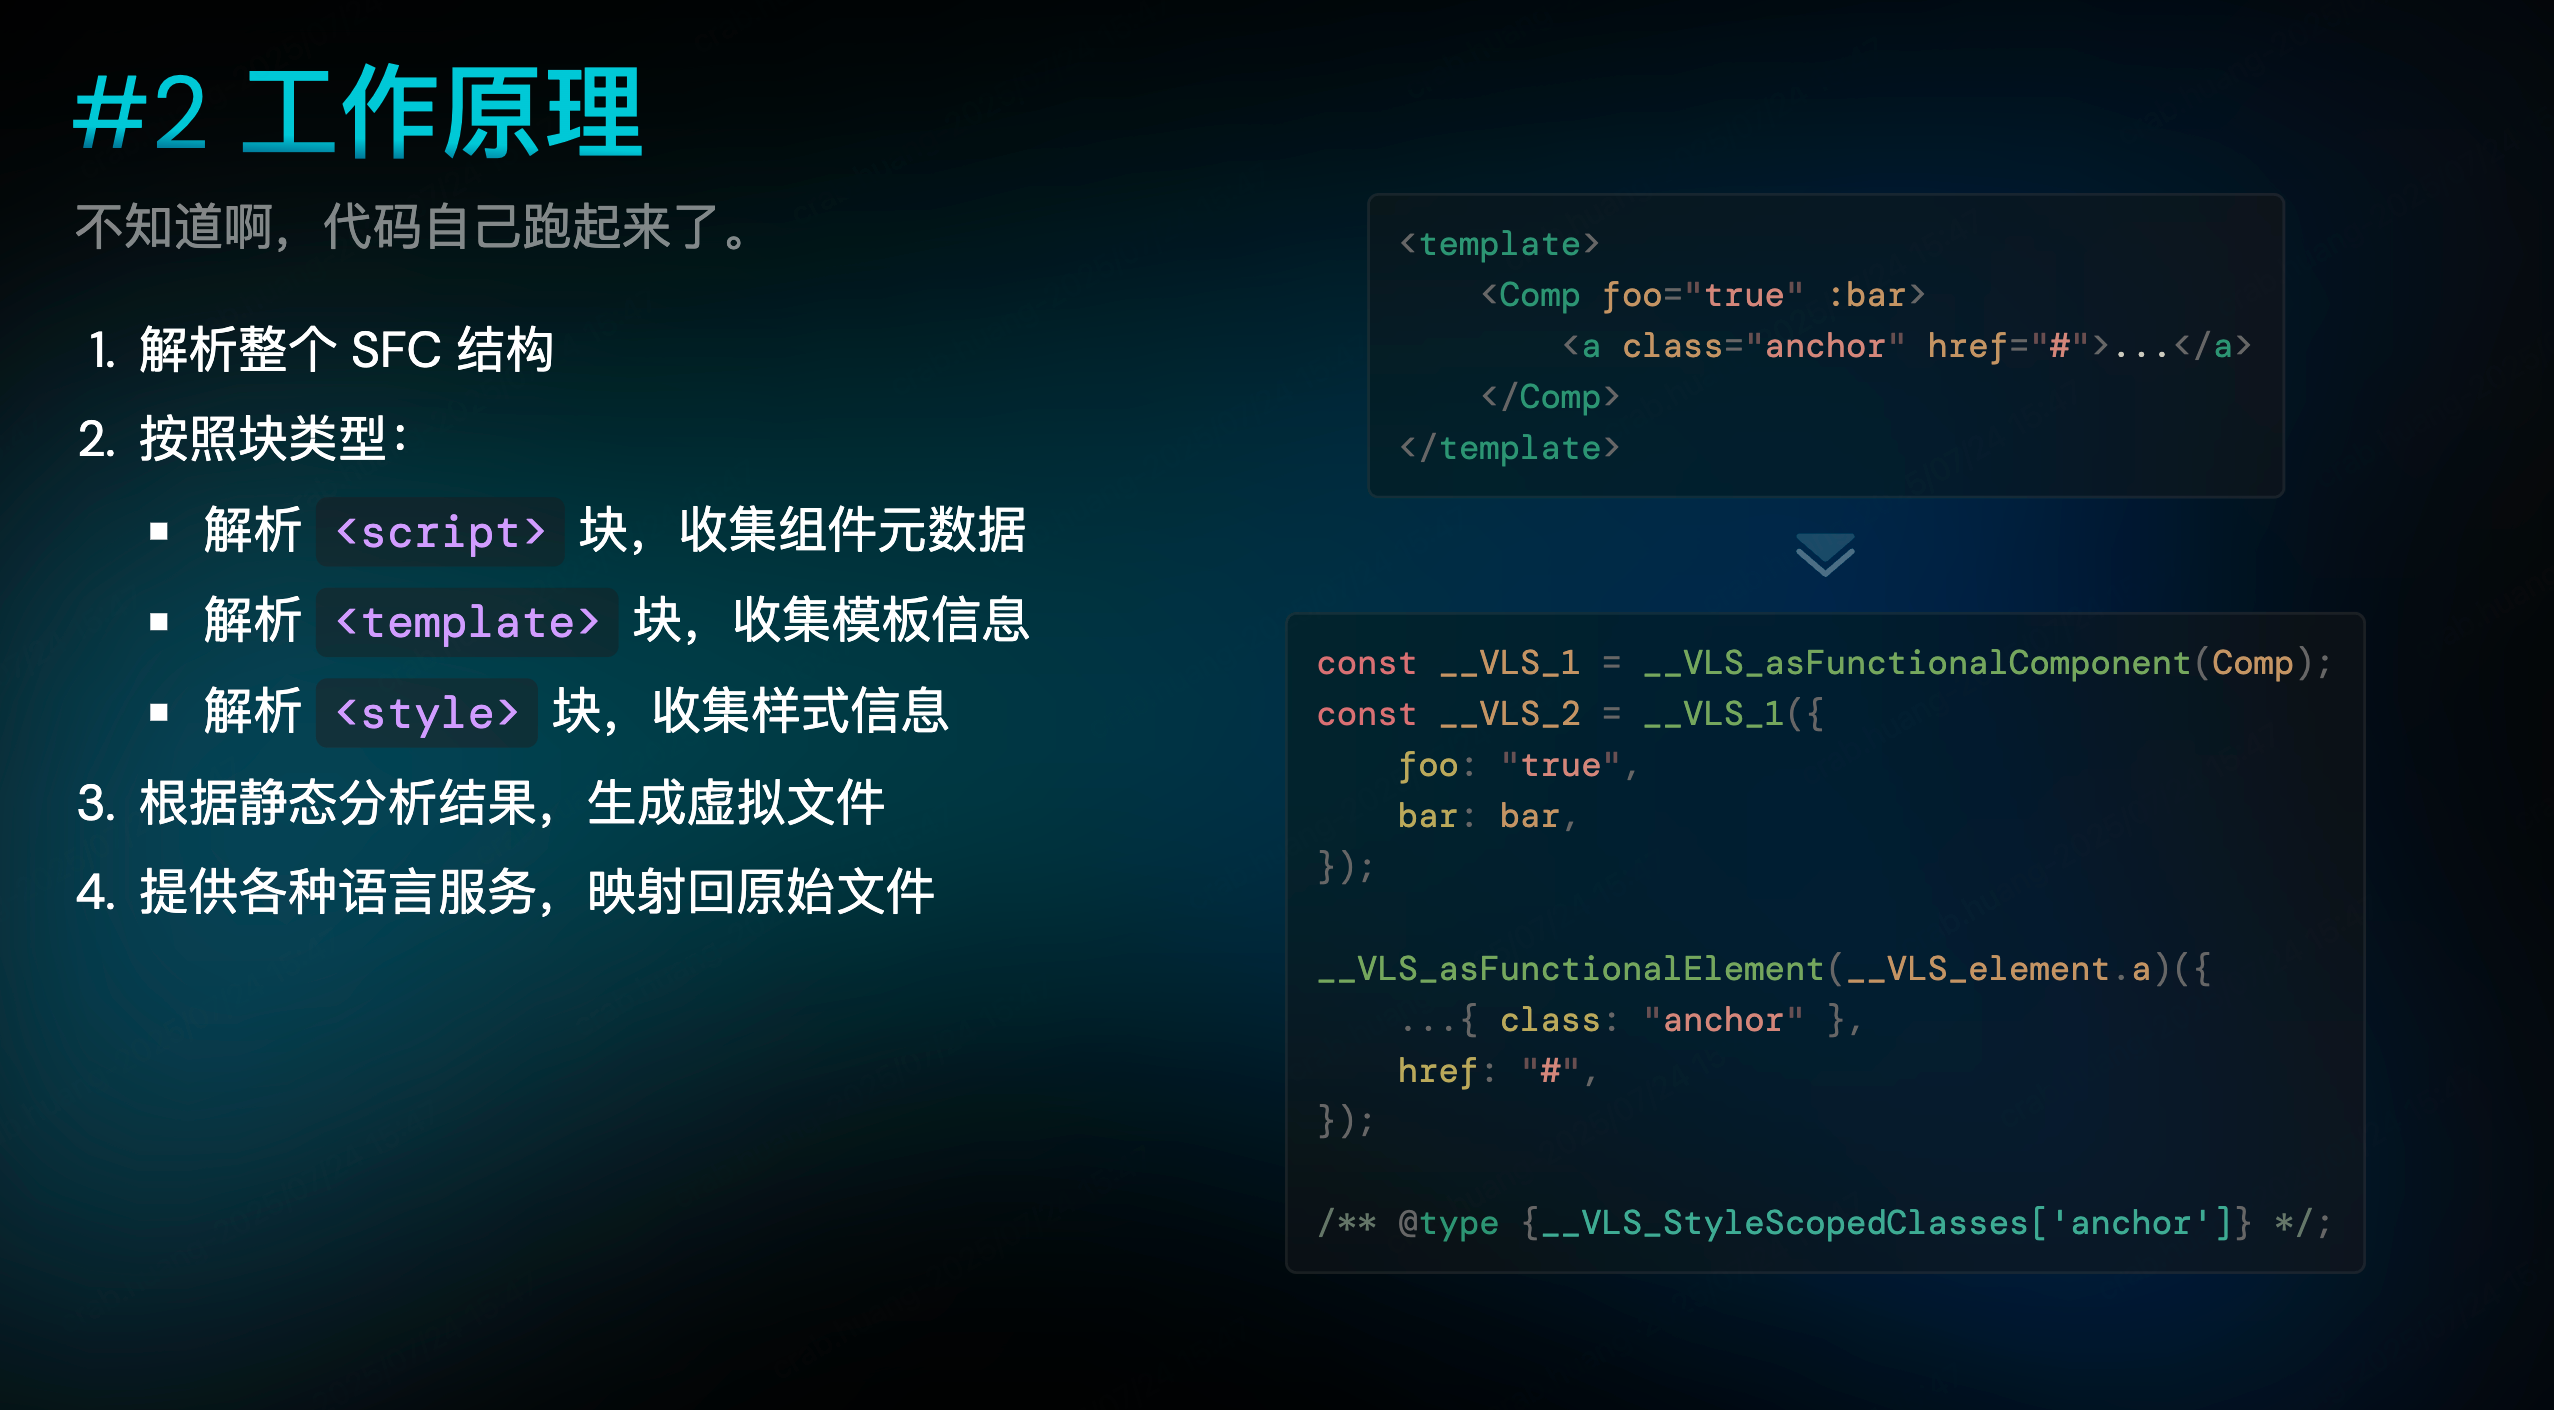 #2 工作原理
不知道啊，代码自己跑起来了。
1. 解析整个 SFC 结构
2. 按照块类型：
▪ 解析 <script> 块，收集组件元数据
▪ 解析 <template> 块，收集模板信息
▪ 解析 <style> 块，收集样式信息
3. 根据静态分析结果，生成虚拟文件
4. 提供各种语言服务，映射回原始文件
<template>
    <Comp foo="true" :bar>
        <a class="anchor" href="#">...</a>
    </Comp>
</template>
const __VLS_1 = __VLS_asFunctionalComponent(Comp);
const __VLS_2 = __VLS_1({
    foo: "true",
    bar: bar,
});
__VLS_asFunctionalElement(__VLS_element.a)({
    ...{ class: "anchor" },
    href: "#",
});
/** @type {__VLS_StyleScopedClasses['anchor']} */;